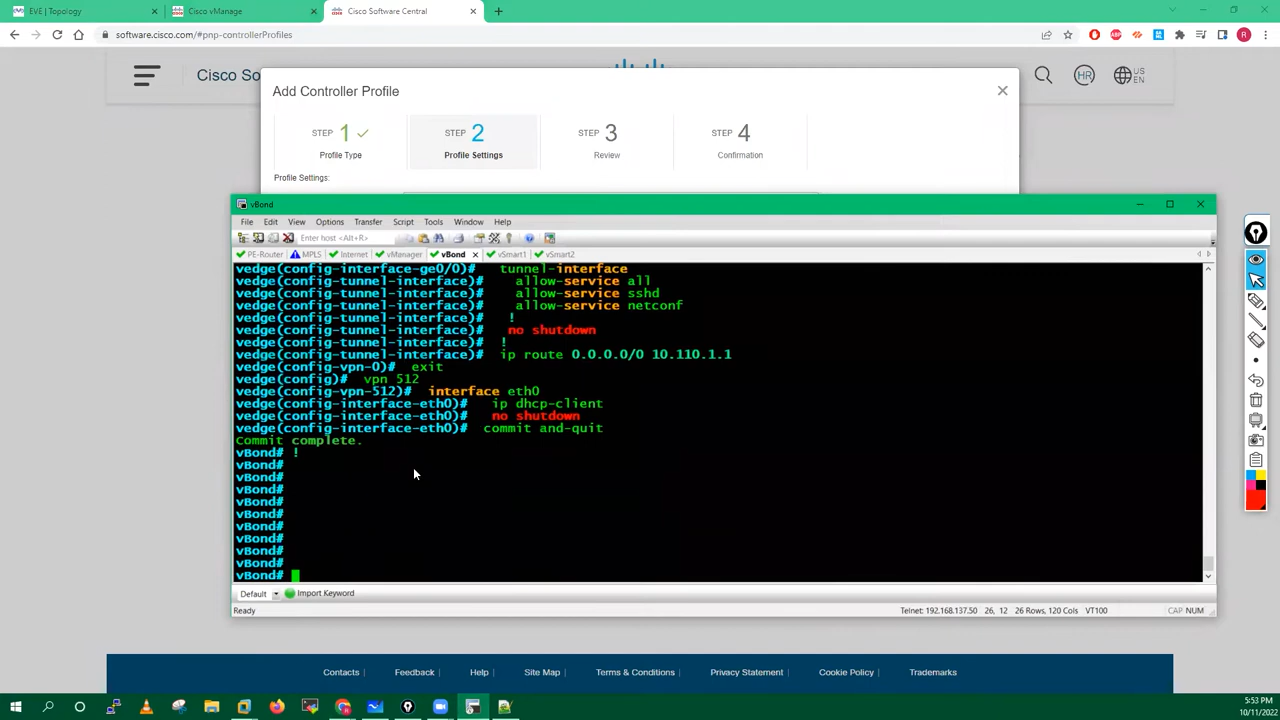 EVE | Topology
Cisco vManage
Cisco Software Central
software.cisco.com/#pnp-controllerProfiles
R
Cisco So
HR
US
EN
Add Controller Profile
STEP 1
Profile Type
STEP 2
Profile Settings
STEP 3
Review
STEP 4
Confirmation
Profile Settings:
vBond
File Edit View Options Transfer Script Tools Window Help
Enter host <Alt+R>
PE-Router MPLS Internet vManager vBond vSmart1 vSmart2
vedge(config-interface-ge0/0)# tunnel-interface
vedge(config-tunnel-interface)# allow-service all
vedge(config-tunnel-interface)# allow-service sshd
vedge(config-tunnel-interface)# allow-service netconf
vedge(config-tunnel-interface)# !
vedge(config-tunnel-interface)# no shutdown
vedge(config-tunnel-interface)# !
vedge(config-tunnel-interface)# ip route 0.0.0.0/0 10.110.1.1
vedge(config-vpn-0)# exit
vedge(config)# vpn 512
vedge(config-vpn-512)# interface eth0
vedge(config-interface-eth0)# ip dhcp-client
vedge(config-interface-eth0)# no shutdown
vedge(config-interface-eth0)# commit and-quit
Commit complete.
vBond# !
vBond#
vBond#
vBond#
vBond#
vBond#
vBond#
vBond#
vBond#
vBond#
vBond#
Default Import Keyword
Ready Telnet: 192.168.137.50 26, 12 26 Rows, 120 Cols VT100 CAP NUM
Contacts | Feedback | Help | Site Map | Terms & Conditions | Privacy Statement | Cookie Policy | Trademarks
5:53 PM
10/11/2022